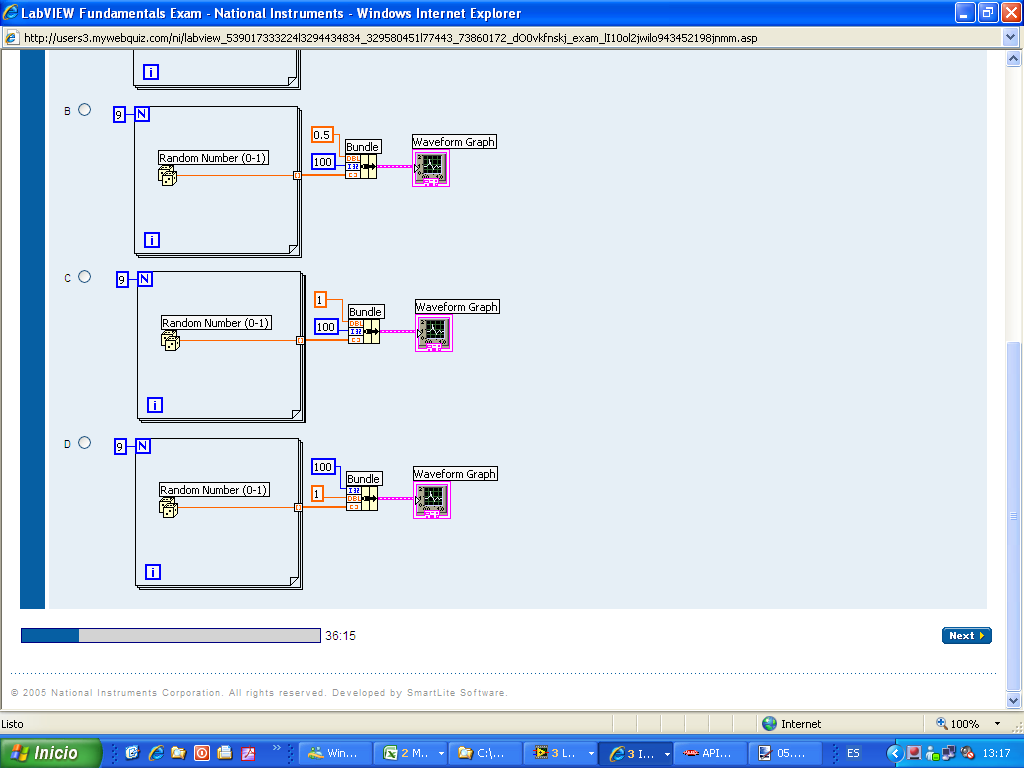 LabVIEW Fundamentals Exam - National Instruments - Windows Internet Explorer
http://users3.mywebquiz.com/ni/labview_539017333224l3294434834_329580451l77443_73860172_dO0vkfnskj_exam_lI10ol2jwilo943452198jnmm.asp
i
B
9 N
0.5
Bundle
Waveform Graph
100
DBL
I32
Random Number (0-1)
i
C
9 N
1
Bundle
Waveform Graph
100
DBL
I32
Random Number (0-1)
i
D
9 N
100
Bundle
Waveform Graph
1
I32
DBL
Random Number (0-1)
i
36:15
Next
© 2005 National Instruments Corporation. All rights reserved. Developed by SmartLite Software.
Listo
Internet
100%
Inicio
Win...
2 M...
C:\...
3 L...
3 I...
API...
05....
ES
13:17